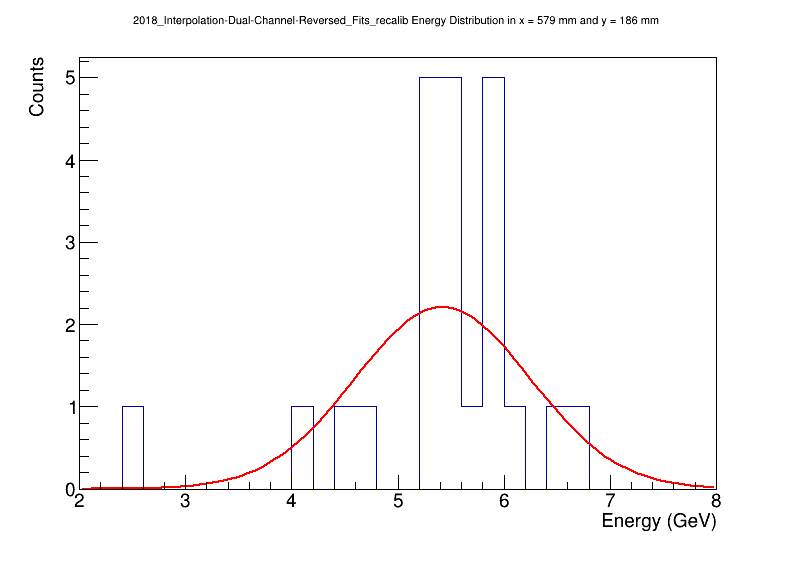 2018_Interpolation-Dual-Channel-Reversed_Fits_recalib Energy Distribution in x = 579 mm and y = 186 mm
Counts
5
4
3
2
1
0
2 3 4 5 6 7 8
Energy (GeV)